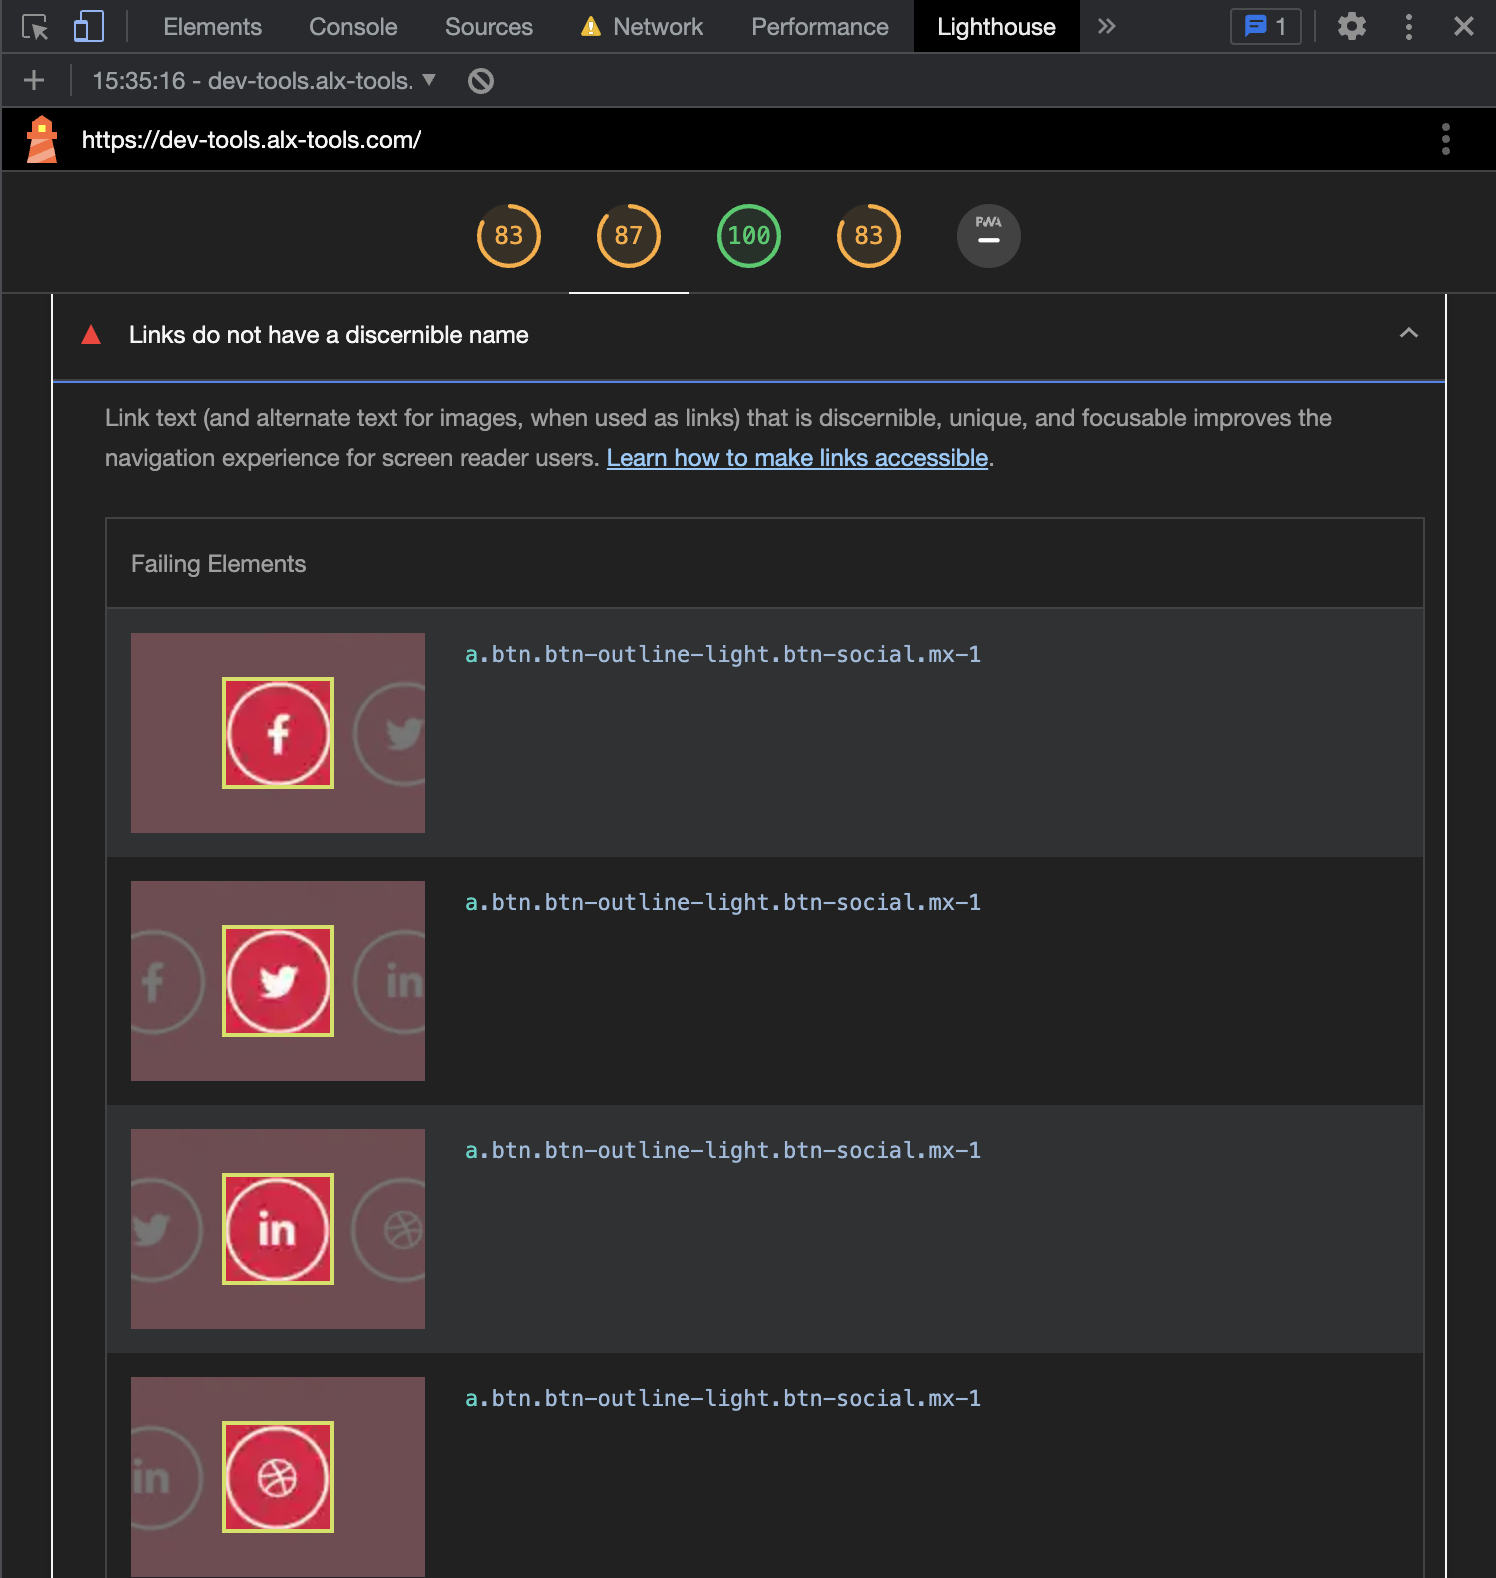 Elements Console Sources Network Performance Lighthouse 1
15:35:16 - dev-tools.alx-tools.
https://dev-tools.alx-tools.com/
83 87 100 83 PWA
Links do not have a discernible name
Link text (and alternate text for images, when used as links) that is discernible, unique, and focusable improves the
navigation experience for screen reader users. Learn how to make links accessible.
Failing Elements
a.btn.btn-outline-light.btn-social.mx-1
f
a.btn.btn-outline-light.btn-social.mx-1
f in
a.btn.btn-outline-light.btn-social.mx-1
in
a.btn.btn-outline-light.btn-social.mx-1
in